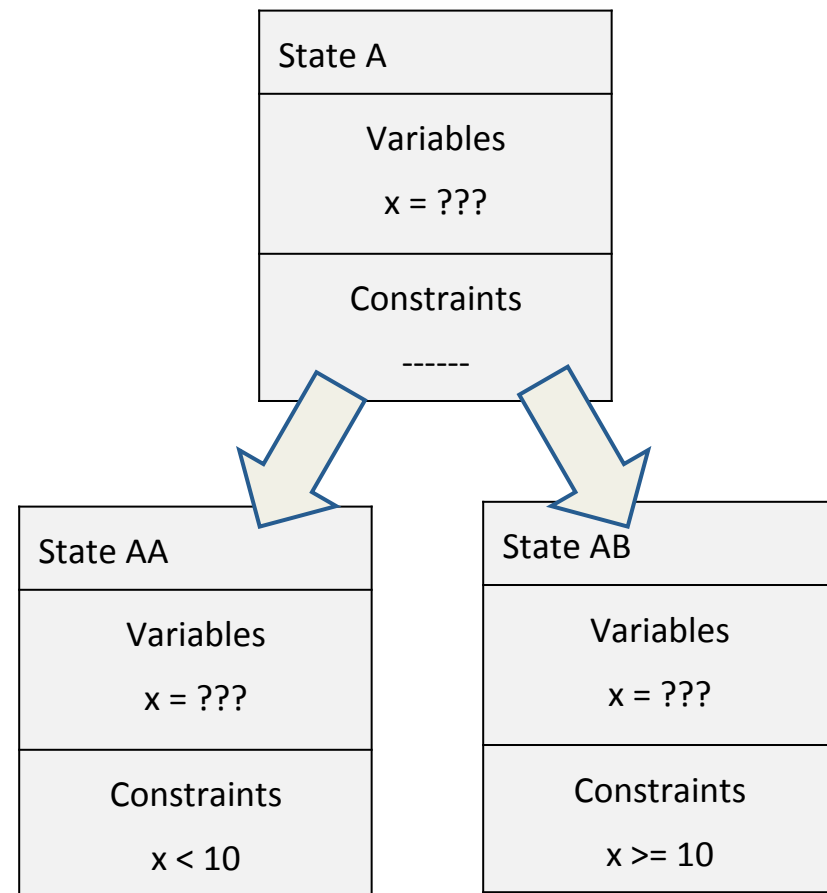 State A
Variables
x = ???
Constraints
------
State AA
Variables
x = ???
Constraints
x < 10
State AB
Variables
x = ???
Constraints
x >= 10